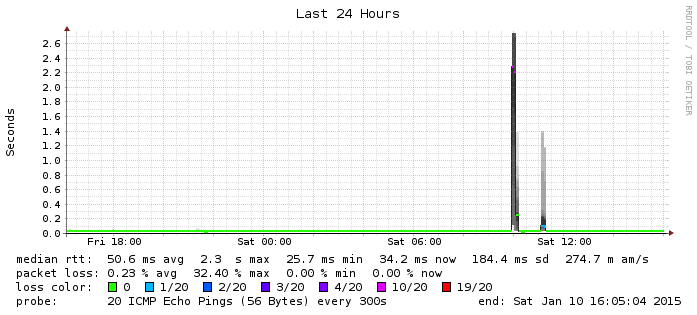 Last 24 Hours
RRDTOOL / TOBI OETIKER
Seconds
2.6
2.4
2.2
2.0
1.8
1.6
1.4
1.2
1.0
0.8
0.6
0.4
0.2
0.0
Fri 18:00 Sat 00:00 Sat 06:00 Sat 12:00
median rtt: 50.6 ms avg 2.3 s max 25.7 ms min 34.2 ms now 184.4 ms sd 274.7 m am/s
packet loss: 0.23 % avg 32.40 % max 0.00 % min 0.00 % now
loss color: 0 1/20 2/20 3/20 4/20 10/20 19/20
probe: 20 ICMP Echo Pings (56 Bytes) every 300s end: Sat Jan 10 16:05:04 2015